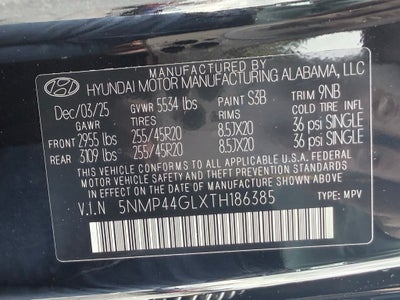 MANUFACTURED BY
HYUNDAI MOTOR MANUFACTURING ALABAMA, LLC
Dec/03/25 GVWR 5534 lbs PAINT S3B TRIM 9NB
GAWR TIRES RIMS COLD TIRE
FRONT 2955 lbs 255/45R20 8.5JX20 36 psi SINGLE
REAR 3109 lbs 255/45R20 8.5JX20 36 psi SINGLE
THIS VEHICLE CONFORMS TO ALL APPLICABLE U.S.A. FEDERAL
MOTOR VEHICLE SAFETY AND THEFT PREVENTION STANDARDS
IN EFFECT ON THE DATE OF MANUFACTURE SHOWN ABOVE.
V.I.N 5NMP44GLXTH186385 TYPE: MPV